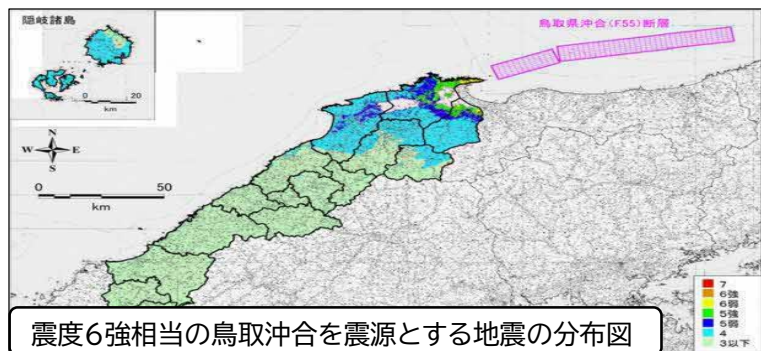 隠岐諸島
0 20
km
鳥取県沖合(F55)断層
N
W E
S
0 50
km
7
6強
6弱
5強
5弱
4
3以下
震度6強相当の鳥取沖合を震源とする地震の分布図